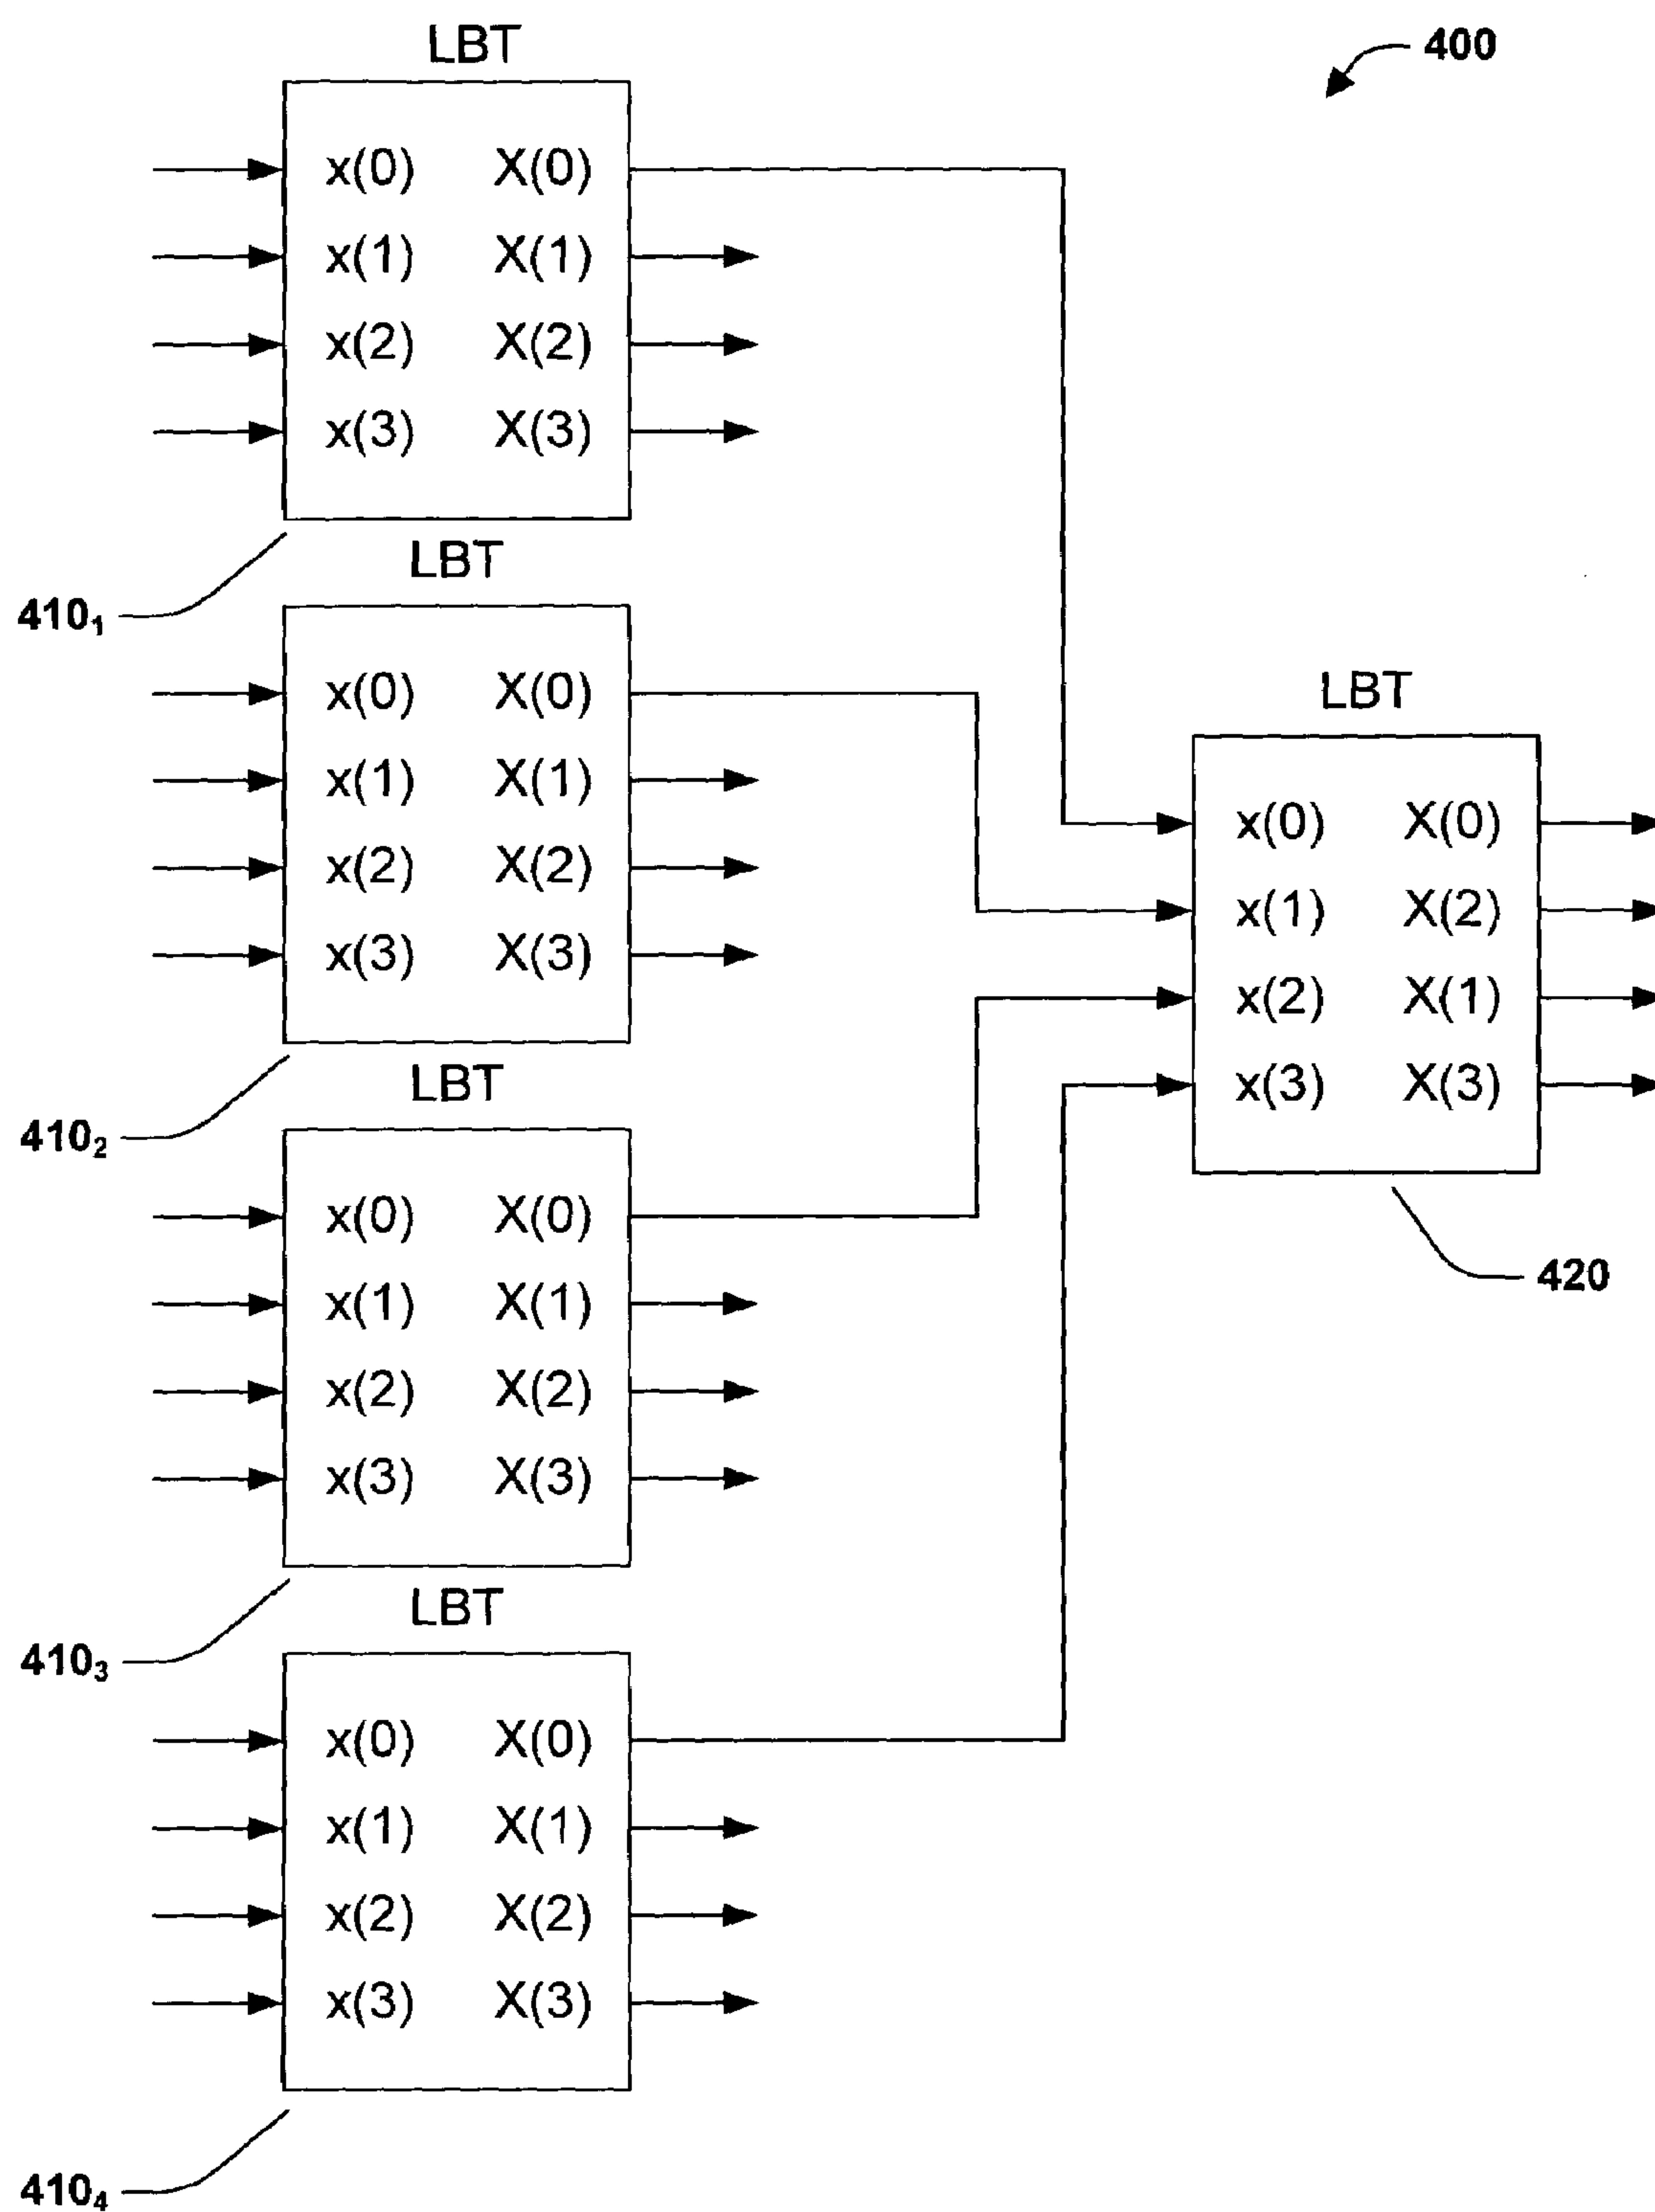 LBT
400
x(0) X(0)
x(1) X(1)
x(2) X(2)
x(3) X(3)
410₁
LBT
x(0) X(0)
x(1) X(1)
x(2) X(2)
x(3) X(3)
410₂
LBT
x(0) X(0)
x(1) X(2)
x(2) X(1)
x(3) X(3)
420
LBT
x(0) X(0)
x(1) X(1)
x(2) X(2)
x(3) X(3)
410₃
LBT
x(0) X(0)
x(1) X(1)
x(2) X(2)
x(3) X(3)
410₄